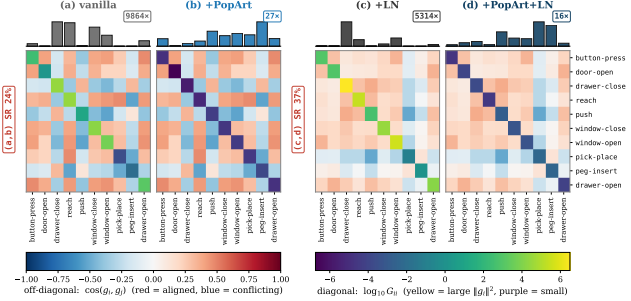 (a) vanilla
(b) +PopArt
(c) +LN
(d) +PopArt+LN
9864×
27×
5314×
16×
(a,b) SR 24%
(c,d) SR 37%
button-press
door-open
drawer-close
reach
push
window-close
window-open
pick-place
peg-insert
drawer-open
button-press
door-open
drawer-close
reach
push
window-close
window-open
pick-place
peg-insert
drawer-open
button-press
door-open
drawer-close
reach
push
window-close
window-open
pick-place
peg-insert
drawer-open
button-press
door-open
drawer-close
reach
push
window-close
window-open
pick-place
peg-insert
drawer-open
button-press
door-open
drawer-close
reach
push
window-close
window-open
pick-place
peg-insert
drawer-open
−1.00 −0.75 −0.50 −0.25 0.00 0.25 0.50 0.75 1.00
off-diagonal: cos(gᵢ, gⱼ) (red = aligned, blue = conflicting)
−6 −4 −2 0 2 4 6
diagonal: log₁₀ Gᵢᵢ (yellow = large ‖gᵢ‖², purple = small)